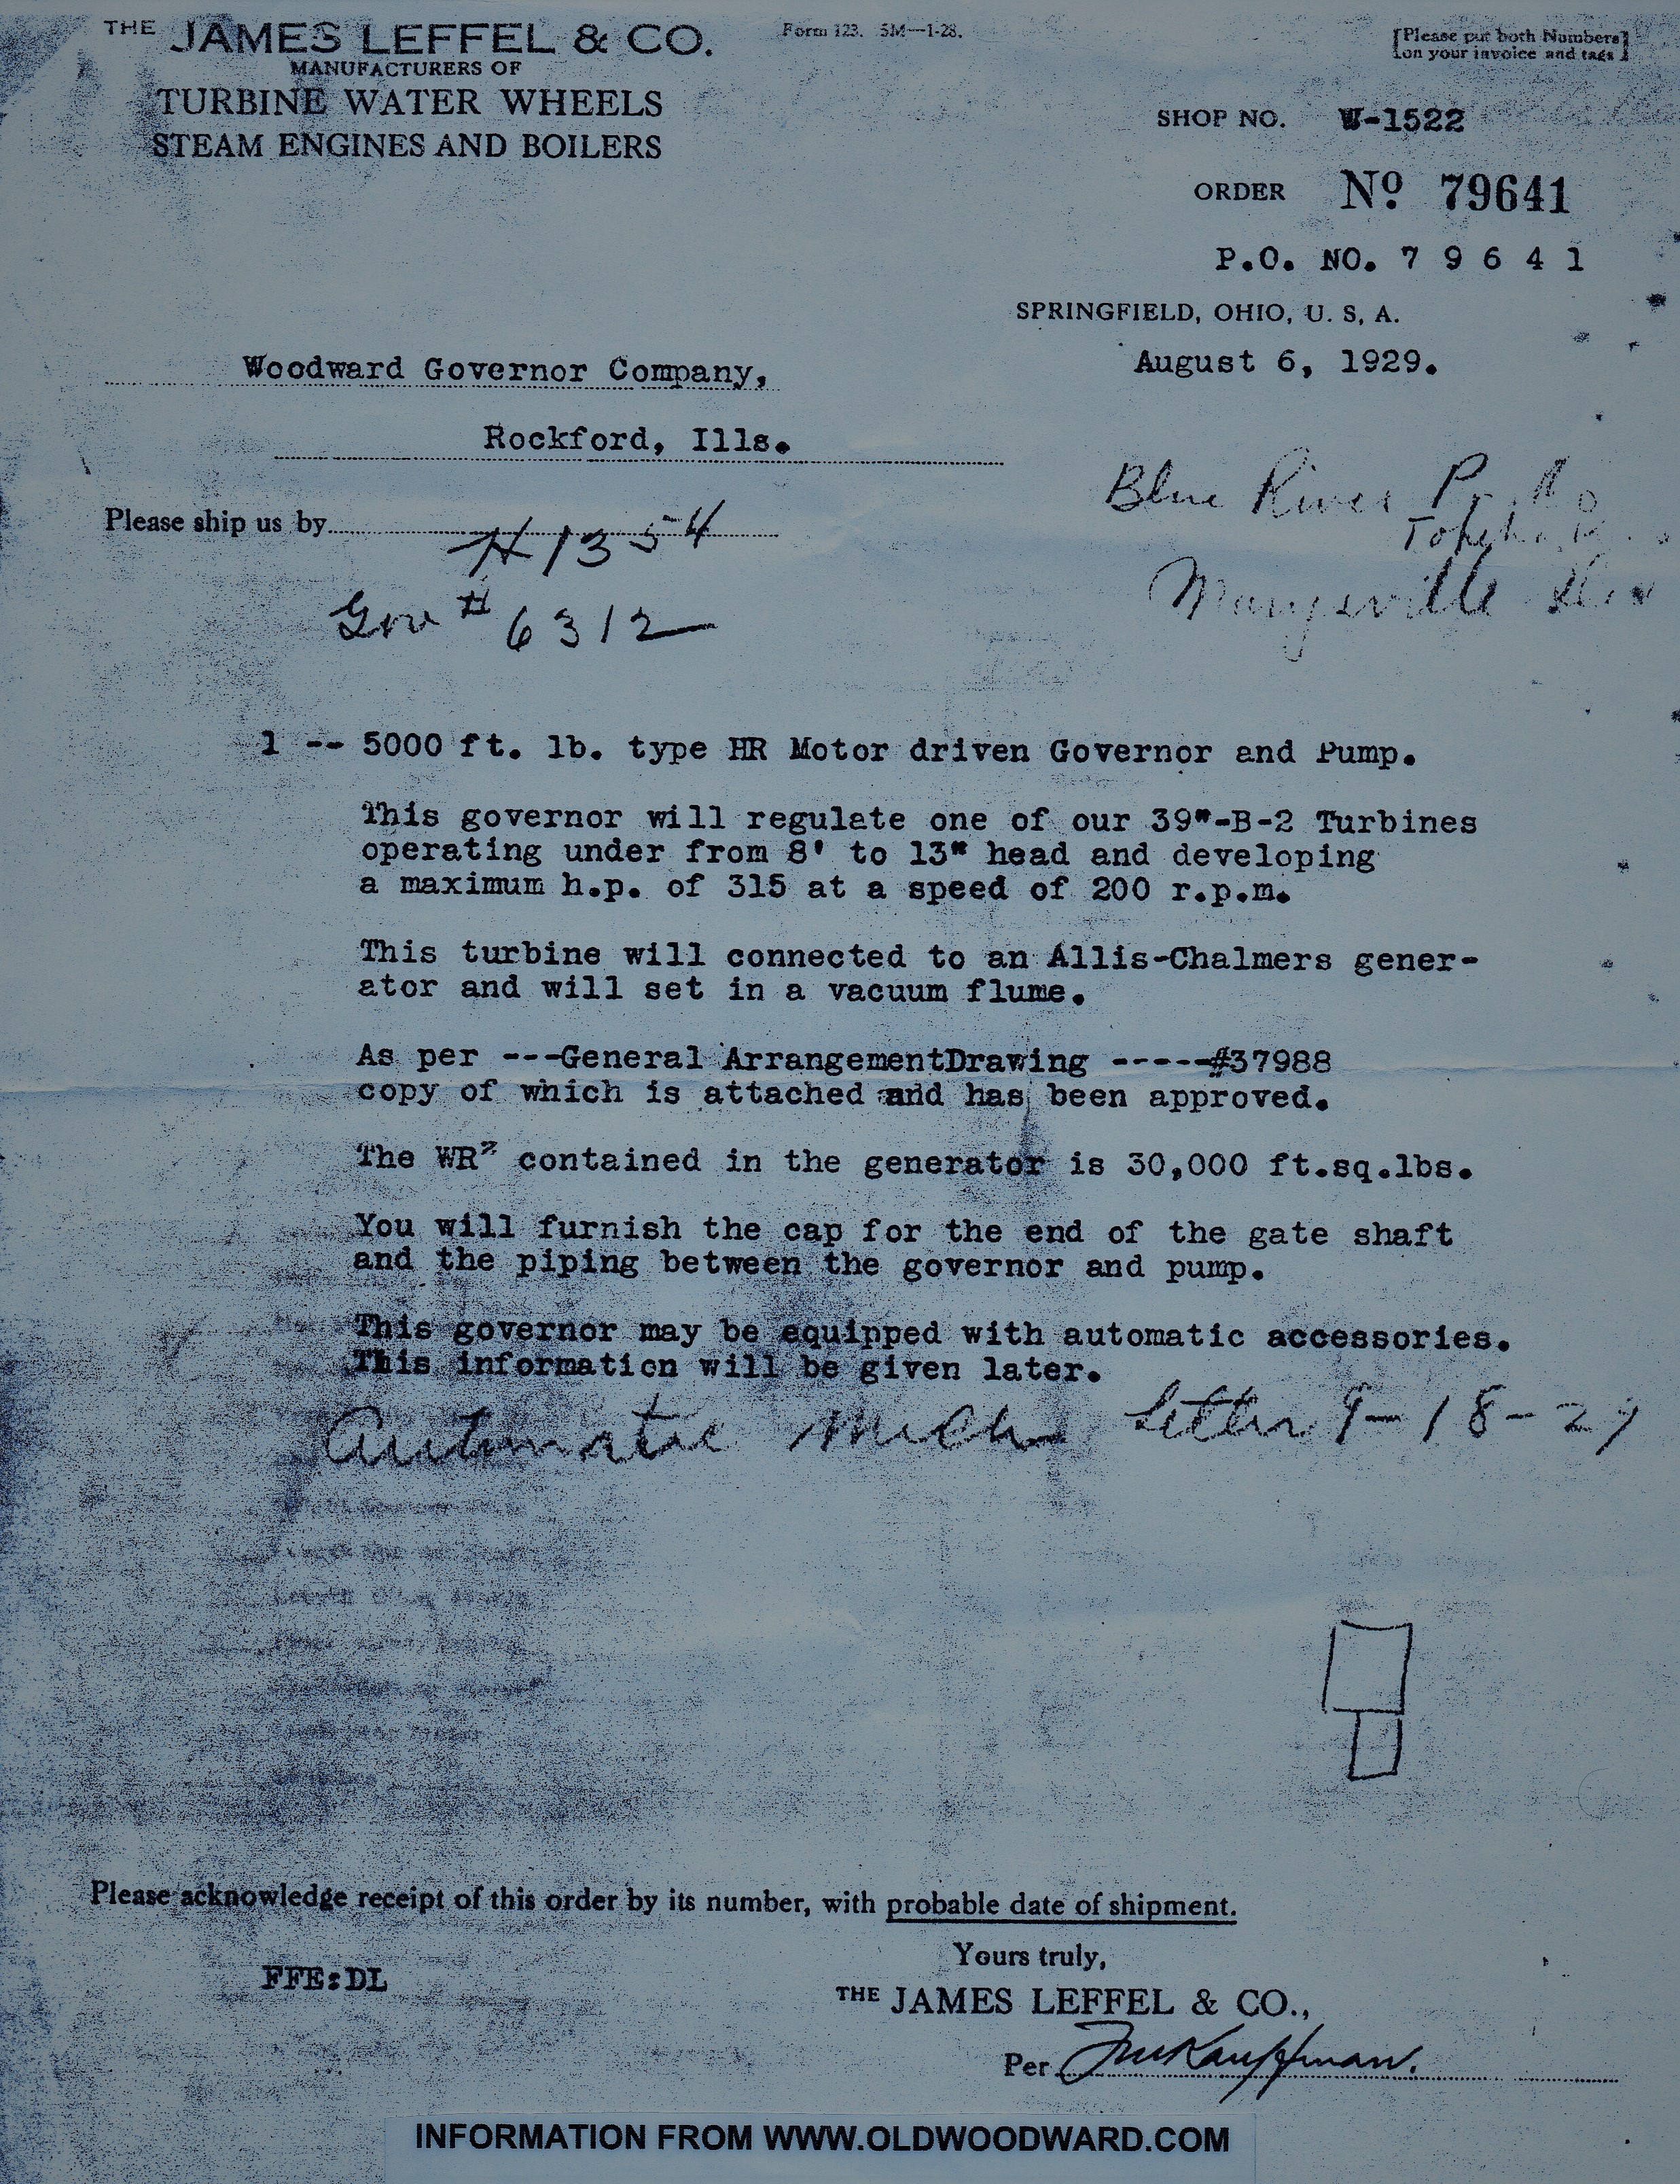 THE JAMES LEFFEL & CO.
MANUFACTURERS OF
TURBINE WATER WHEELS
STEAM ENGINES AND BOILERS
Form 123. 5M—1-28.
[Please put both Numbers]
[on your invoice and tags]
SHOP NO. W-1522
ORDER Nº 79641
P.O. NO. 7 9 6 4 1
SPRINGFIELD, OHIO, U. S. A.
August 6, 1929.
Woodward Governor Company,
Rockford, Ills.
Please ship us by
H1354
Gov # 6312
Blue River
Marysville
1 -- 5000 ft. lb. type HR Motor driven Governor and Pump.
This governor will regulate one of our 39"-B-2 Turbines
operating under from 8' to 13" head and developing
a maximum h.p. of 315 at a speed of 200 r.p.m.
This turbine will connected to an Allis-Chalmers gener-
ator and will set in a vacuum flume.
As per ---General ArrangementDrawing -----#37988
copy of which is attached and has been approved.
The WR² contained in the generator is 30,000 ft.sq.lbs.
You will furnish the cap for the end of the gate shaft
and the piping between the governor and pump.
This governor may be equipped with automatic accessories.
This information will be given later.
Automatic Mech Letter 9-18-29
Please acknowledge receipt of this order by its number, with probable date of shipment.
Yours truly,
FFE:DL
THE JAMES LEFFEL & CO.,
Per Kauffman.
INFORMATION FROM WWW.OLDWOODWARD.COM